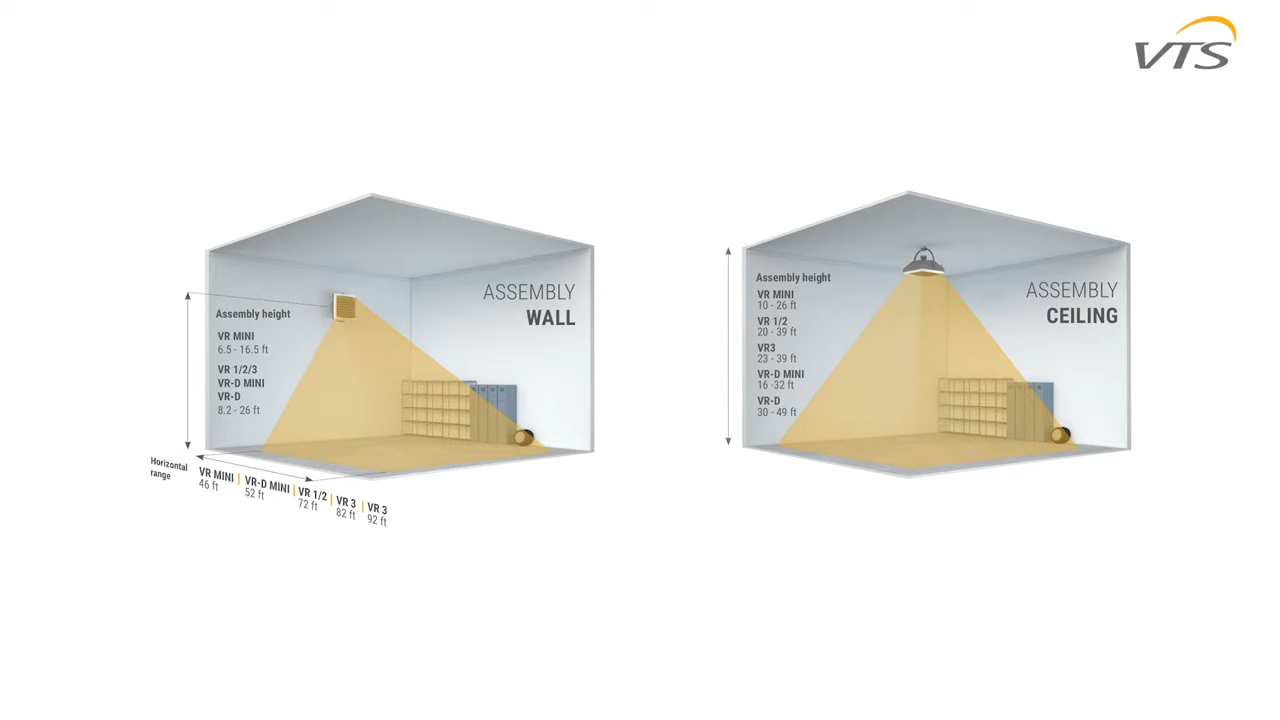 VTS
ASSEMBLY
WALL
Assembly height
VR MINI
6.5 - 16.5 ft
VR 1/2/3
VR-D MINI
VR-D
8.2 - 26 ft
Horizontal
range
VR MINI
46 ft
VR-D MINI
52 ft
VR 1/2
72 ft
VR 3
82 ft
VR 3
92 ft
ASSEMBLY
CEILING
Assembly height
VR MINI
10 - 26 ft
VR 1/2
20 - 39 ft
VR3
23 - 39 ft
VR-D MINI
16 -32 ft
VR-D
30 - 49 ft